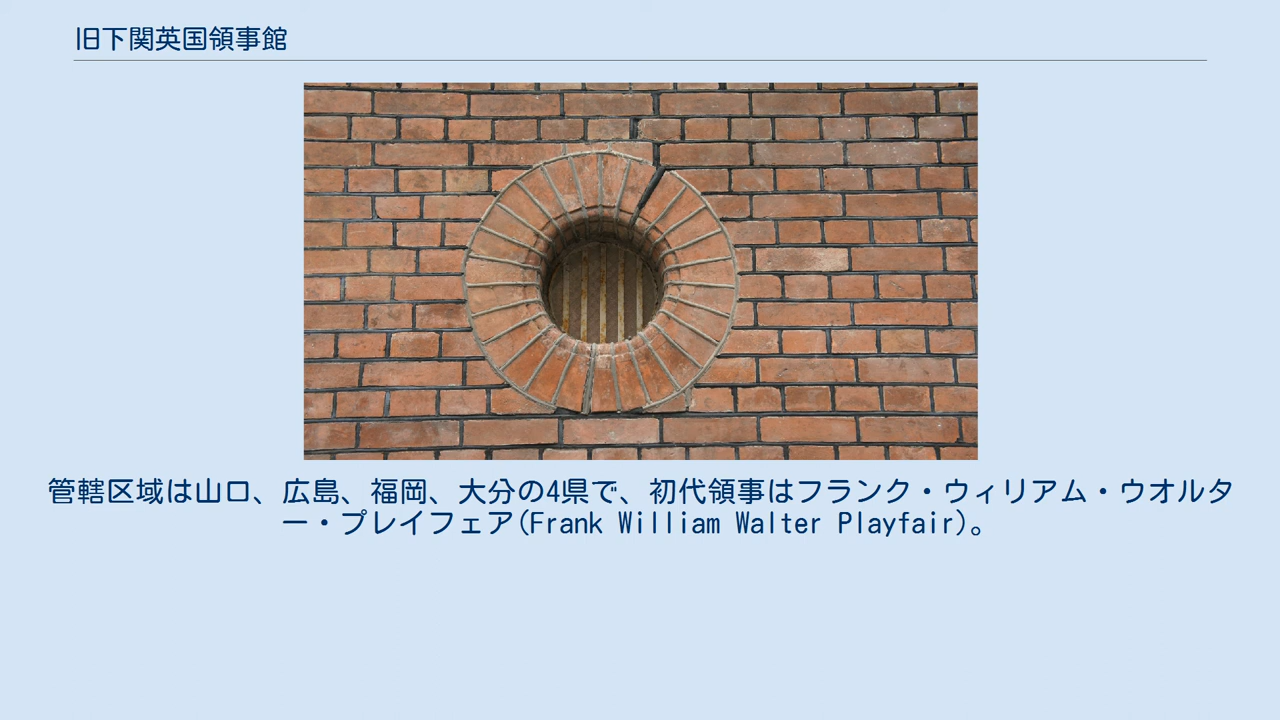 旧下関英国領事館
管轄区域は山口、広島、福岡、大分の4県で、初代領事はフランク・ウィリアム・ウオルタ
ー・プレイフェア(Frank William Walter Playfair)。